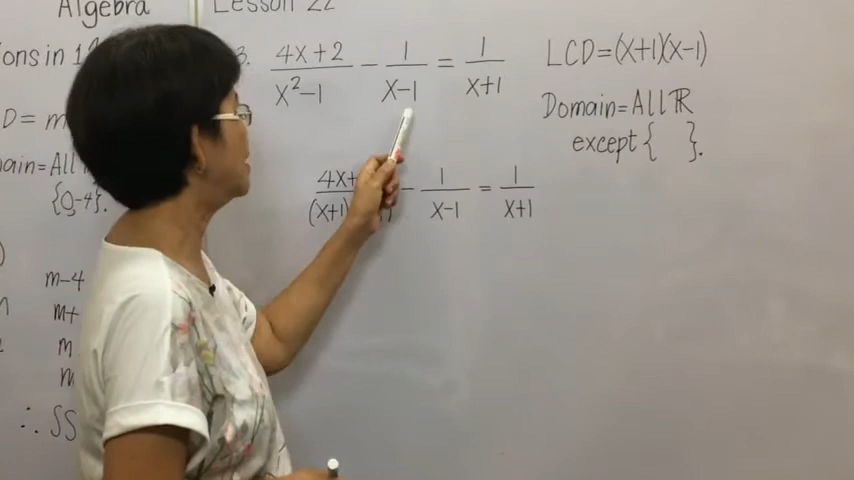 Algebra Lesson 22
ons in 1
3. (4x+2)/(x²-1) - 1/(x-1) = 1/(x+1)
LCD=(x+1)(x-1)
Domain=All ℝ
except { }.
(4x+)/((x+1) - 1/(x-1) = 1/(x+1)
D=m
ain=All
{0,-4}.
m-4
m+
m
m
∴ SS